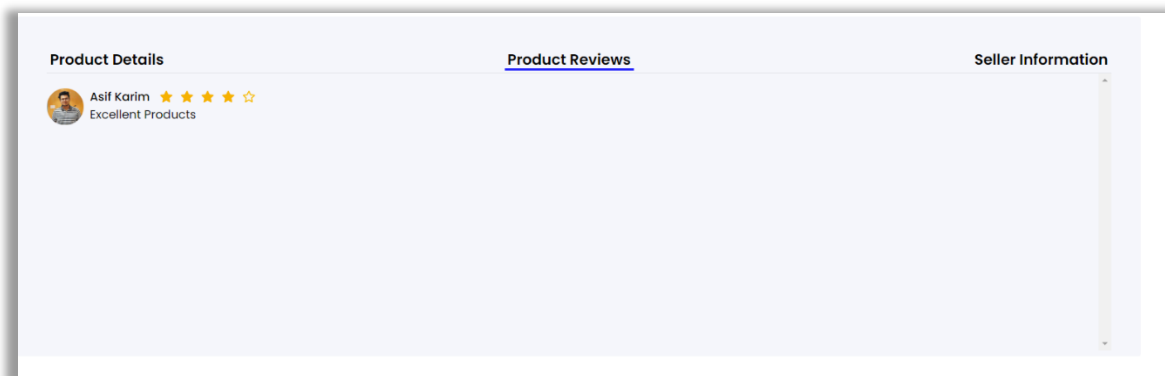 Product Details
Product Reviews
Seller Information
Asif Karim
Excellent Products